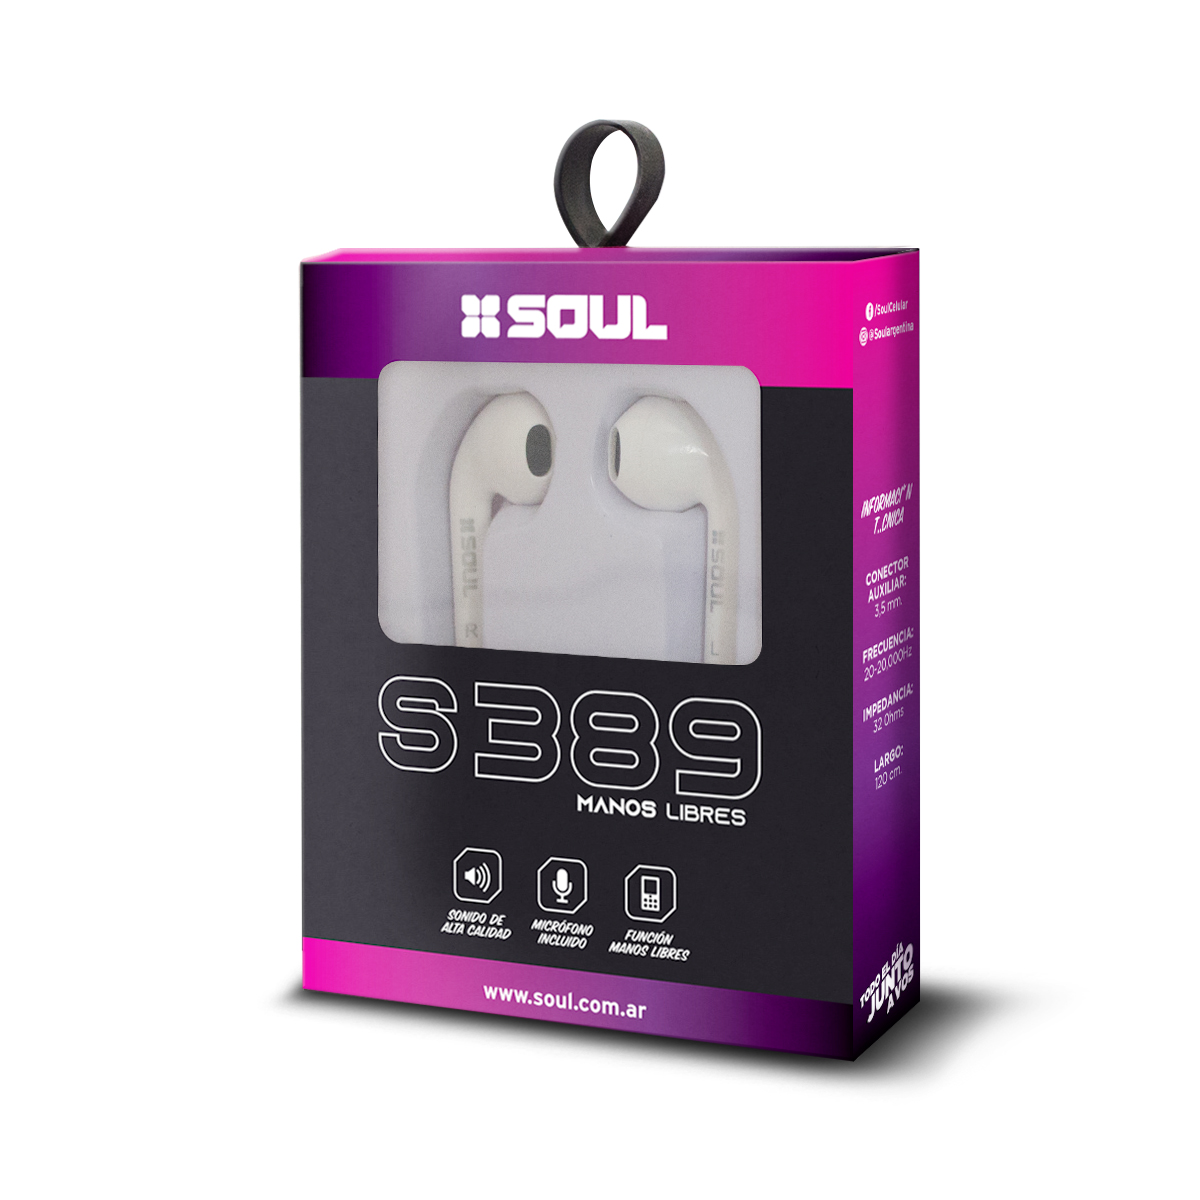 SOUL
SOUL
R
SOUL
L
S389
MANOS LIBRES
SONIDO DE
ALTA CALIDAD
MICRÓFONO
INCLUIDO
FUNCIÓN
MANOS LIBRES
www.soul.com.ar
/SoulCelular
@Soulargentina
INFORMACI*N
T..CNICA
CONECTOR
AUXILIAR:
3,5 mm.
FRECUENCIA:
20-20.000Hz
IMPEDANCIA:
32 Ohms
LARGO:
120 cm.
TODO EL DÍA
JUNTO
A VOS